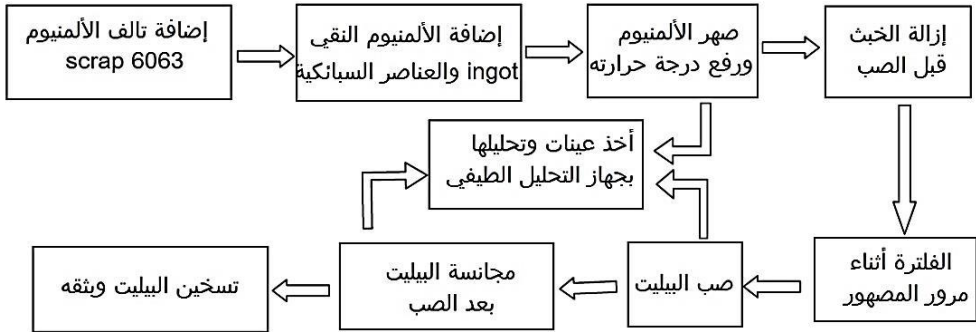 إضافة تالف الألمنيوم
scrap 6063
إضافة الألمنيوم النقي
ingot والعناصر السبائكية
صهر الألمنيوم
ورفع درجة حرارته
إزالة الخبث
قبل الصب
أخذ عينات وتحليلها
بجهاز التحليل الطيفي
الفلترة أثناء
مرور المصهور
صب البيليت
مجانسة البيليت
بعد الصب
تسخين البيليت وبثقه